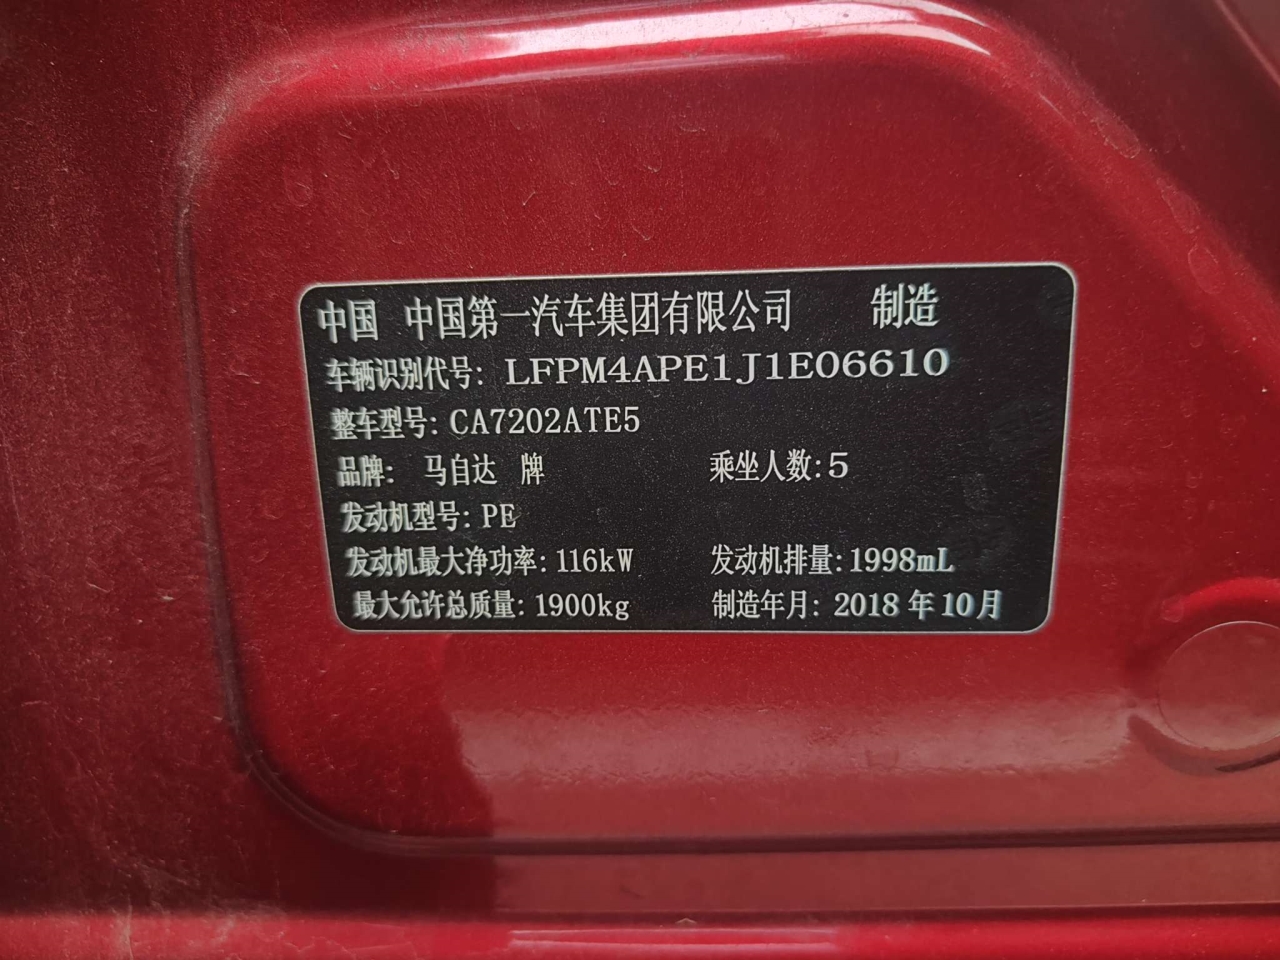 中国 中国第一汽车集团有限公司 制造
车辆识别代号: LFPM4APE1J1E06610
整车型号: CA7202ATE5
品牌: 马自达 牌 乘坐人数: 5
发动机型号: PE
发动机最大净功率: 116kW 发动机排量: 1998mL
最大允许总质量: 1900kg 制造年月: 2018年10月